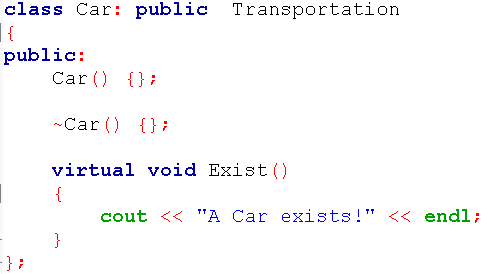 class Car: public  Transportation
{
public:
    Car() {};

    ~Car() {};

    virtual void Exist()
    {
        cout << "A Car exists!" << endl;
    }
};